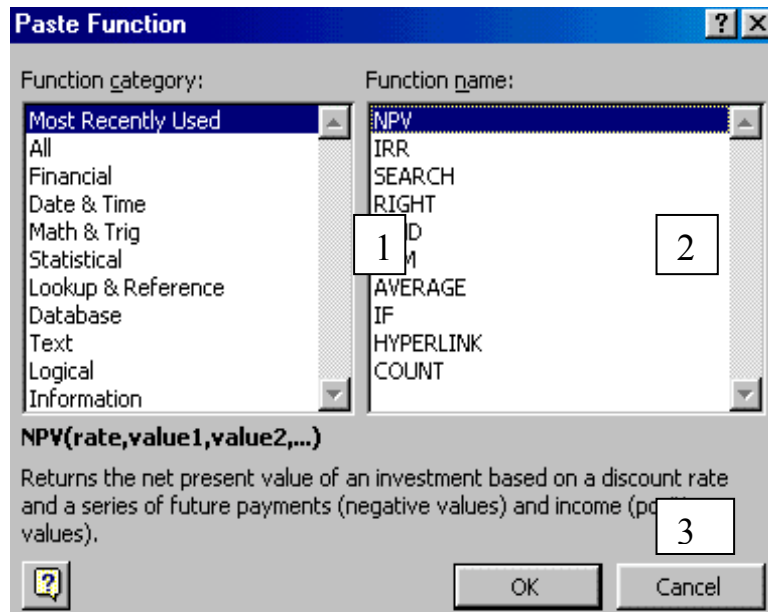 Paste Function
Function category:
Function name:
Most Recently Used
All
Financial
Date & Time
Math & Trig
Statistical
Lookup & Reference
Database
Text
Logical
Information
NPV
IRR
SEARCH
RIGHT
AVERAGE
IF
HYPERLINK
COUNT
1
2
NPV(rate,value1,value2,...)
Returns the net present value of an investment based on a discount rate
and a series of future payments (negative values) and income
values).
3
OK
Cancel